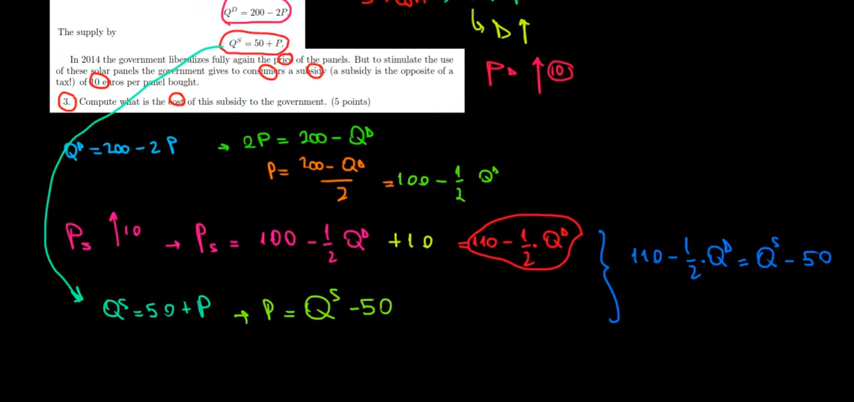 Q^D = 200 − 2P
The supply by
Q^S = 50 + P.
In 2014 the government liberalizes fully again the price of the panels. But to stimulate the use
of these solar panels the government gives to consumers a subsidy (a subsidy is the opposite of a
tax!) of 10 euros per panel bought.
3. Compute what is the cost of this subsidy to the government. (5 points)
↳ D ↑
P_D ↑ 10
Q^D = 200 − 2P → 2P = 200 − Q^D
P = (200 − Q^D)/2 = 100 − 1/2 Q^D
P_s ↑ 10 → P_s = 100 − 1/2 Q^D + 10 = 110 − 1/2 · Q^D } 110 − 1/2 · Q^D = Q^S − 50
Q^S = 50 + P → P = Q^S − 50